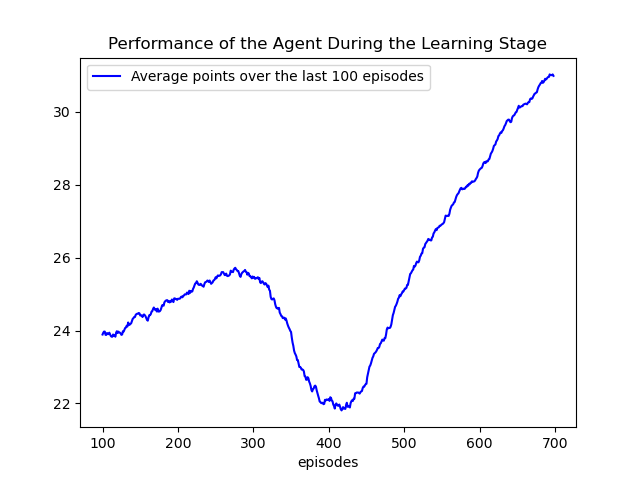 Performance of the Agent During the Learning Stage
Average points over the last 100 episodes
30
28
26
24
22
100 200 300 400 500 600 700
episodes